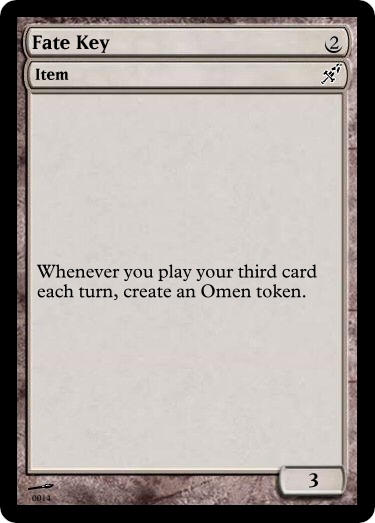 Fate Key 2
Item
Whenever you play your third card
each turn, create an Omen token.
3
0014